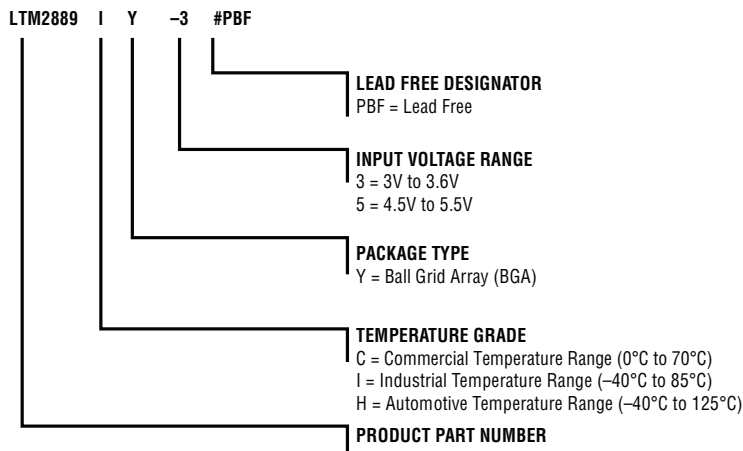 LTM2889 I Y –3 #PBF
LEAD FREE DESIGNATOR
PBF = Lead Free
INPUT VOLTAGE RANGE
3 = 3V to 3.6V
5 = 4.5V to 5.5V
PACKAGE TYPE
Y = Ball Grid Array (BGA)
TEMPERATURE GRADE
C = Commercial Temperature Range (0°C to 70°C)
I = Industrial Temperature Range (–40°C to 85°C)
H = Automotive Temperature Range (–40°C to 125°C)
PRODUCT PART NUMBER